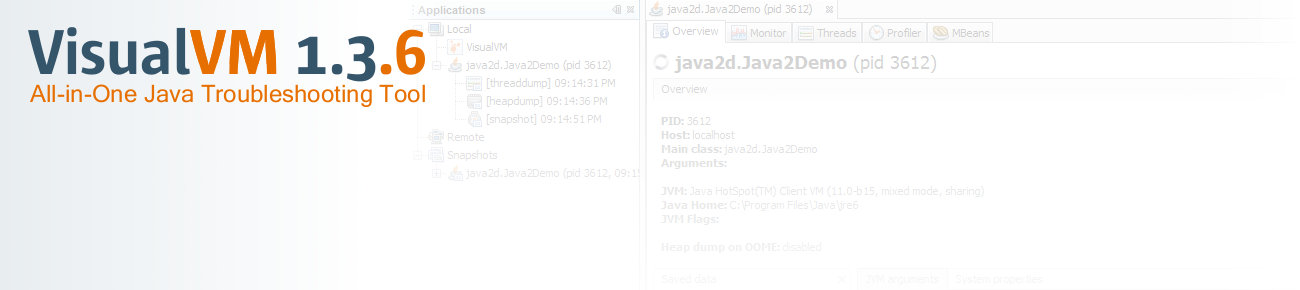 VisualVM 1.3.6
All-in-One Java Troubleshooting Tool
Applications
Local
VisualVM
java2d.Java2Demo (pid 3612)
[threaddump] 09:14:31 PM
[heapdump] 09:14:36 PM
[snapshot] 09:14:51 PM
Remote
Snapshots
java2d.Java2Demo (pid 3612, 09:15
java2d.Java2Demo (pid 3612)
Overview Monitor Threads Profiler MBeans
java2d.Java2Demo (pid 3612)
Overview
PID: 3612
Host: localhost
Main class: java2d.Java2Demo
Arguments:
JVM: Java HotSpot(TM) Client VM (11.0-b15, mixed mode, sharing)
Java Home: C:\Program Files\Java\jre6
JVM Flags:
Heap dump on OOME: disabled
Saved data JVM arguments System properties